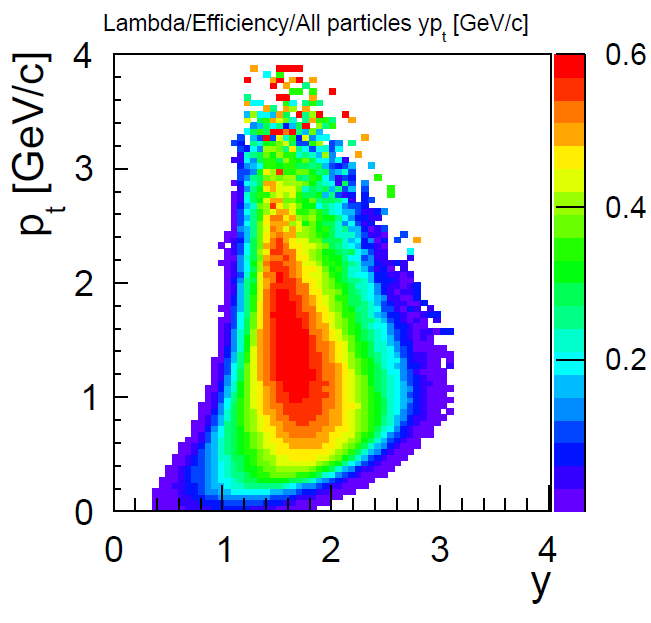 Lambda/Efficiency/All particles ypt [GeV/c]
pt [GeV/c]
4
3
2
1
0
0 1 2 3 4
y
0.6
0.4
0.2